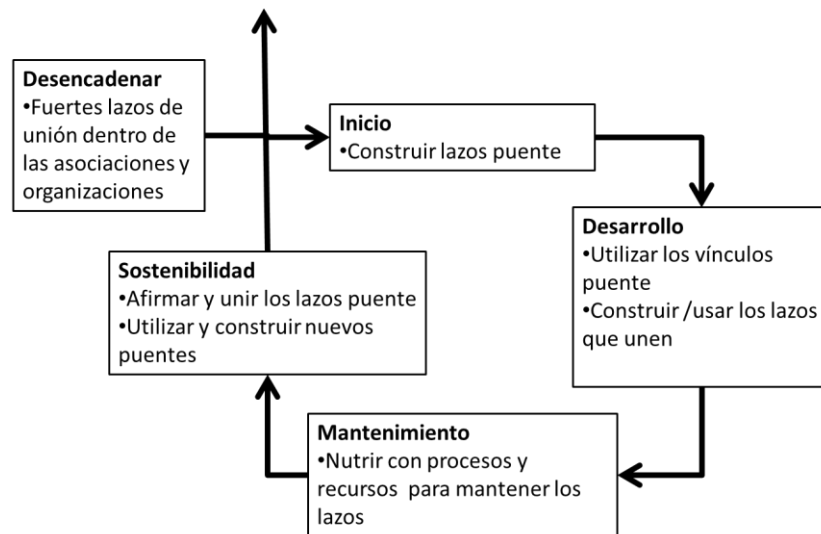 Desencadenar
•Fuertes lazos de
unión dentro de
las asociaciones y
organizaciones
Inicio
•Construir lazos puente
Desarrollo
•Utilizar los vínculos
puente
•Construir /usar los lazos
que unen
Mantenimiento
•Nutrir con procesos y
recursos para mantener los
lazos
Sostenibilidad
•Afirmar y unir los lazos puente
•Utilizar y construir nuevos
puentes